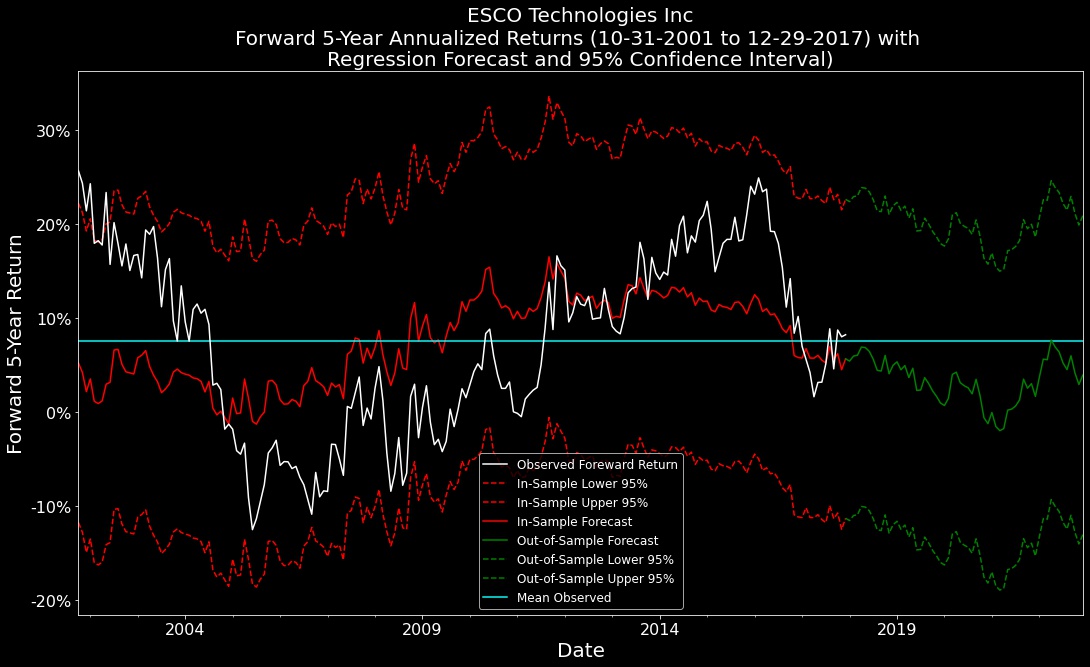 ESCO Technologies Inc
Forward 5-Year Annualized Returns (10-31-2001 to 12-29-2017) with
Regression Forecast and 95% Confidence Interval)
Forward 5-Year Return
30%
20%
10%
0%
-10%
-20%
Observed Foreward Return
In-Sample Lower 95%
In-Sample Upper 95%
In-Sample Forecast
Out-of-Sample Forecast
Out-of-Sample Lower 95%
Out-of-Sample Upper 95%
Mean Observed
2004
2009
2014
2019
Date